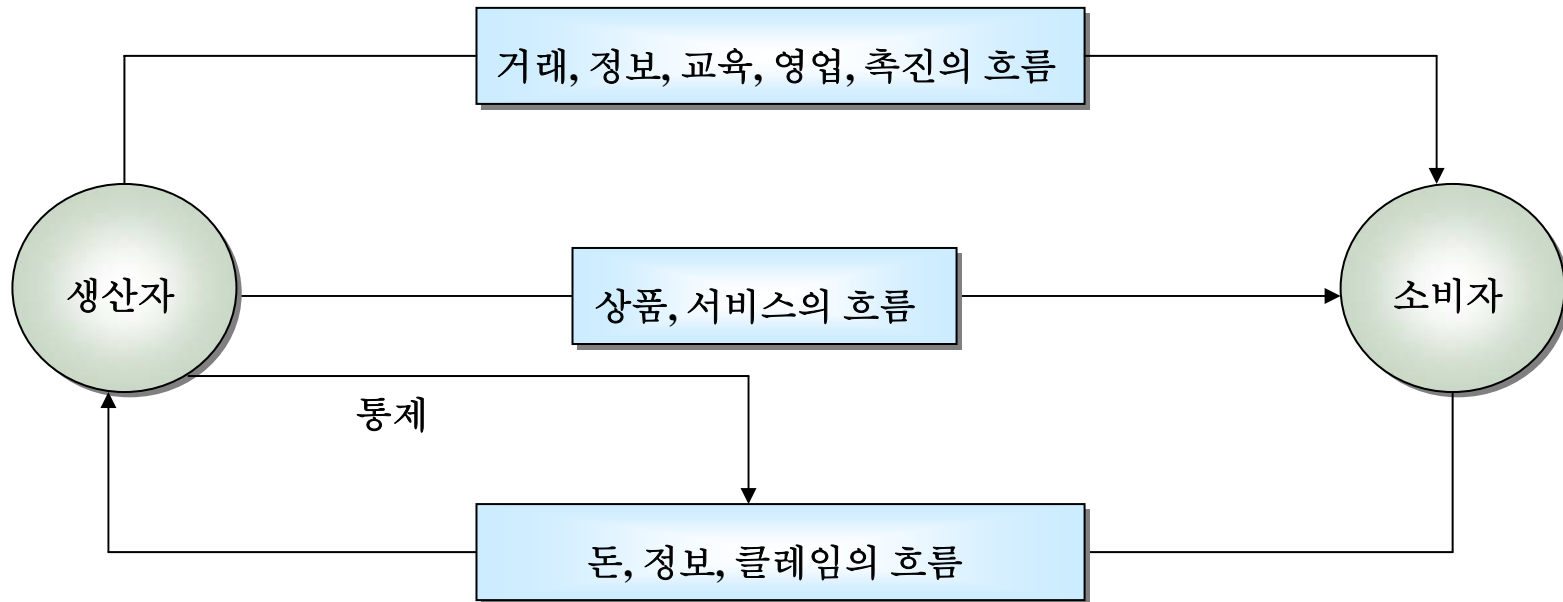 거래, 정보, 교육, 영업, 촉진의 흐름
생산자
상품, 서비스의 흐름
소비자
통제
돈, 정보, 클레임의 흐름